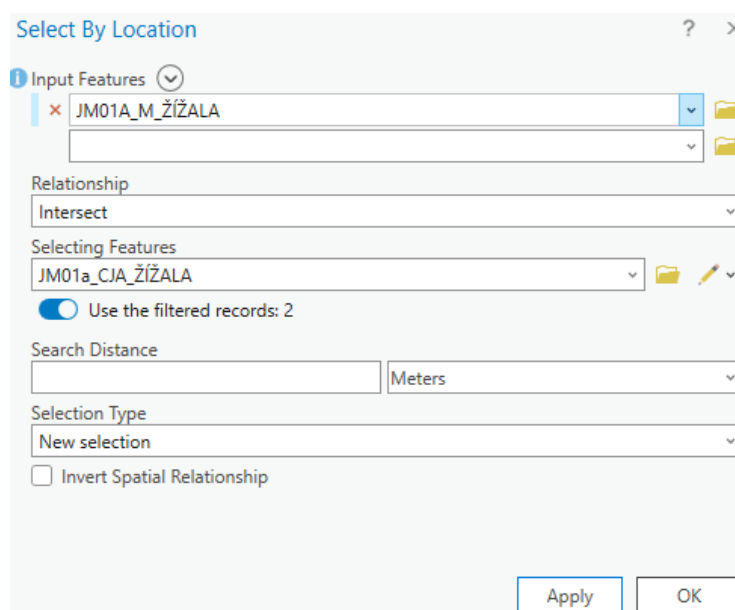 Select By Location ?
Input Features
JM01A_M_ŽÍŽALA
Relationship
Intersect
Selecting Features
JM01a_CJA_ŽÍŽALA
Use the filtered records: 2
Search Distance
Meters
Selection Type
New selection
Invert Spatial Relationship
Apply OK